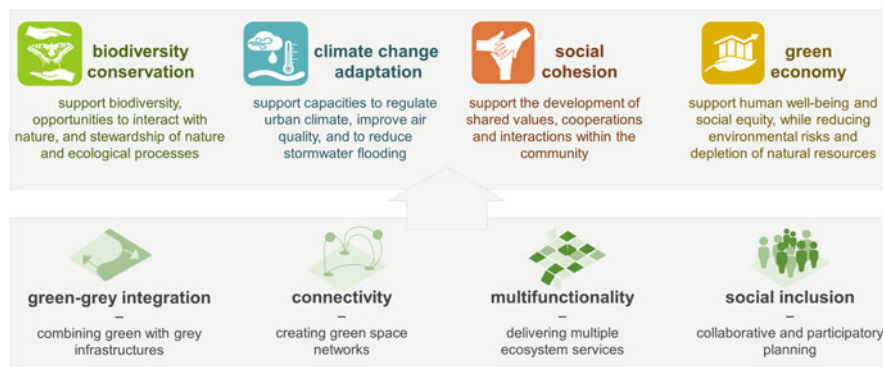 biodiversity
conservation
support biodiversity,
opportunities to interact with
nature, and stewardship of nature
and ecological processes
climate change
adaptation
support capacities to regulate
urban climate, improve air
quality, and to reduce
stormwater flooding
social
cohesion
support the development of
shared values, cooperations
and interactions within the
community
green
economy
support human well-being and
social equity, while reducing
environmental risks and
depletion of natural resources
green-grey integration
–
combining green with grey
infrastructures
connectivity
–
creating green space
networks
multifunctionality
–
delivering multiple
ecosystem services
social inclusion
–
collaborative and participatory
planning